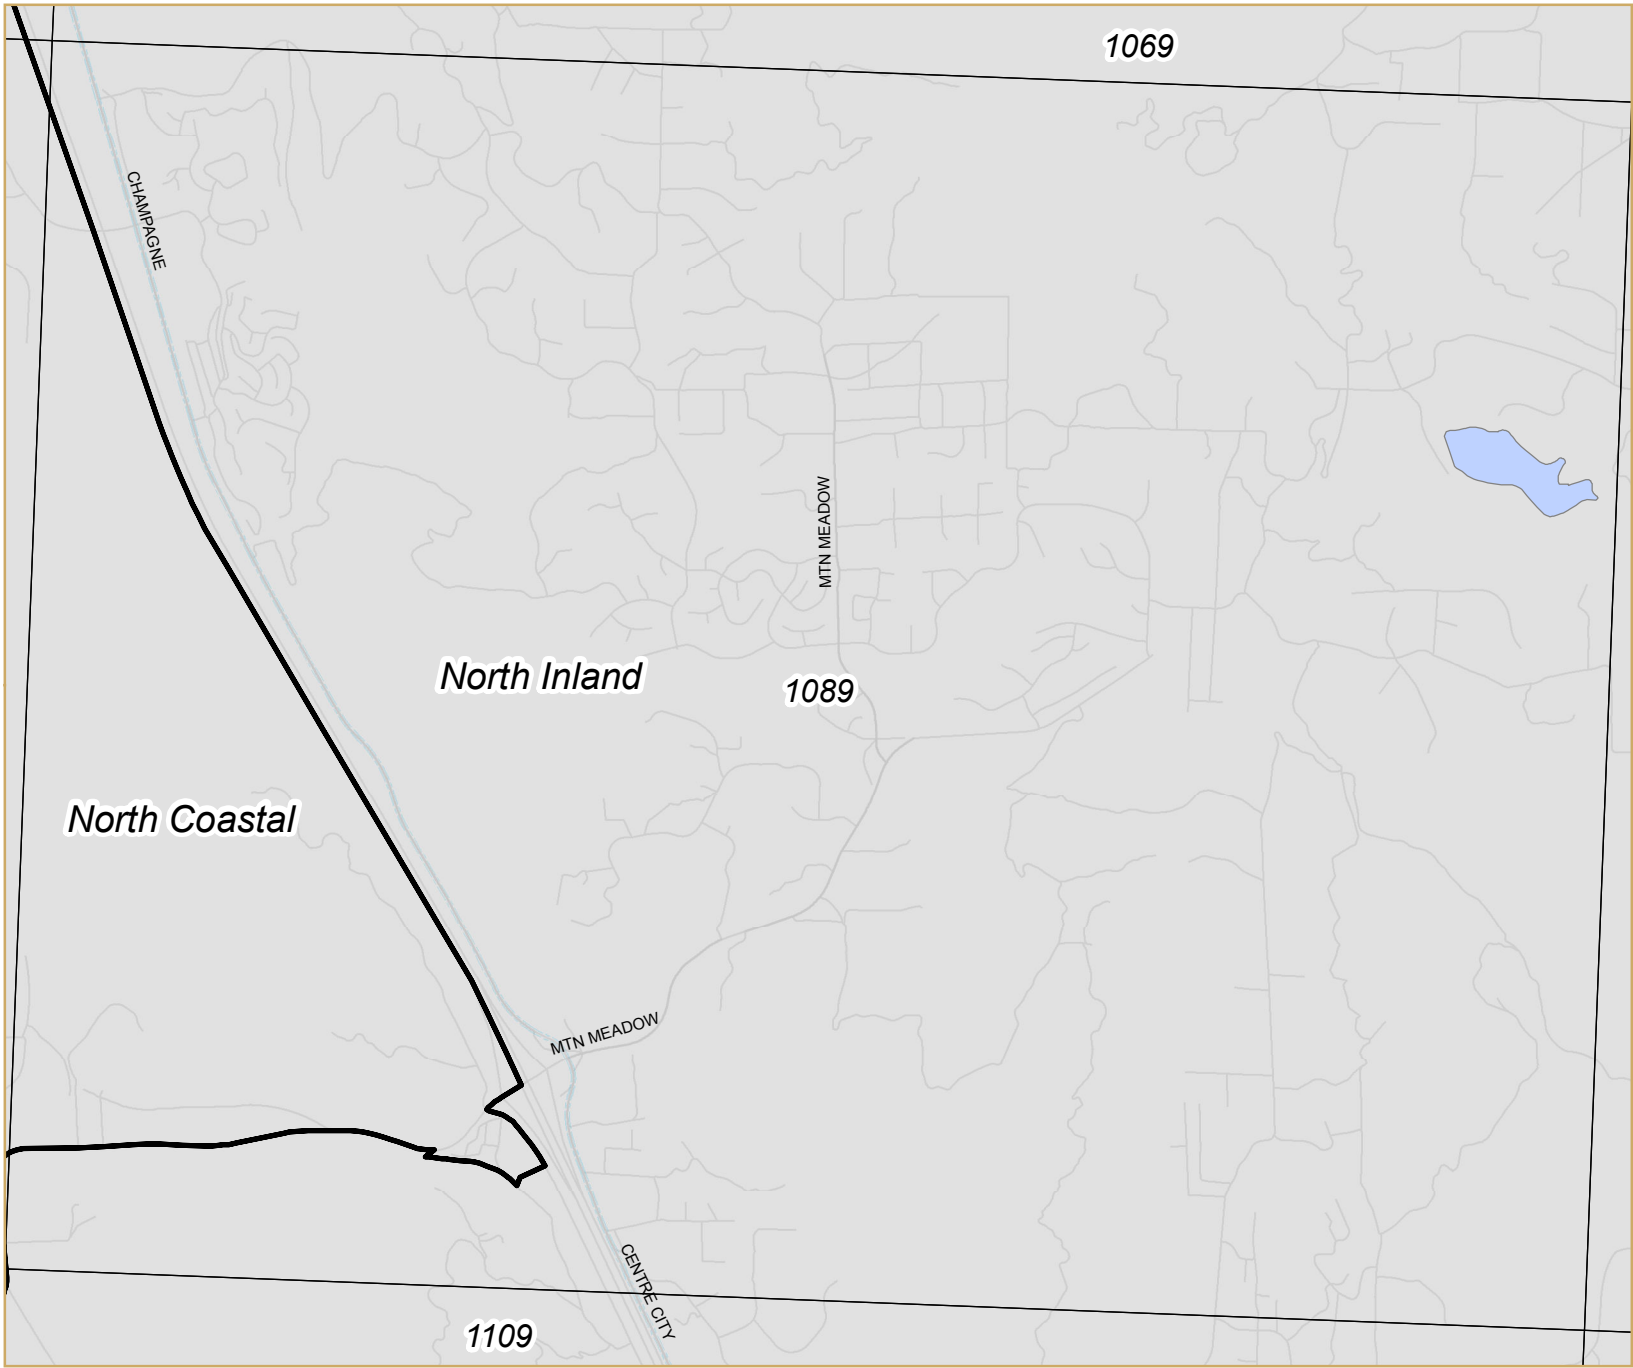 1069
CHAMPAGNE
MTN MEADOW
North Inland
1089
North Coastal
MTN MEADOW
CENTRE CITY
1109